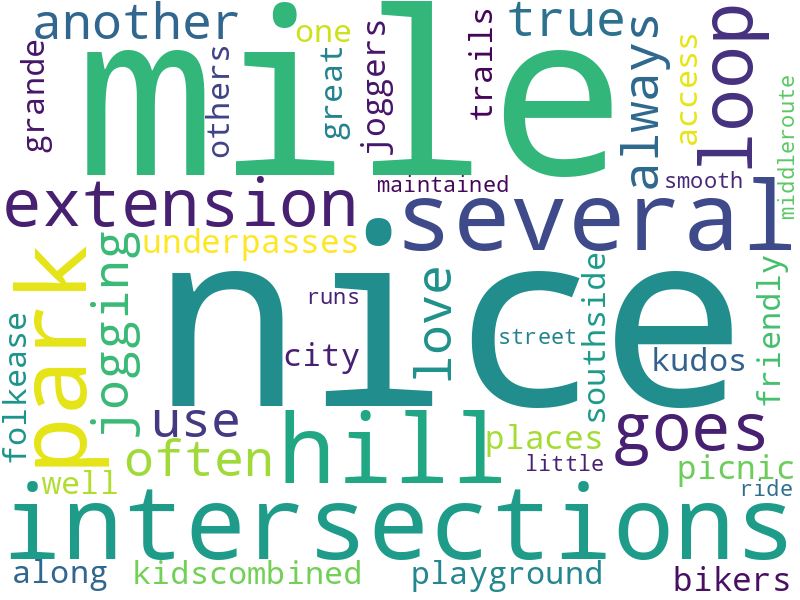 another
one
true
mile
grande
others
great
joggers
trails
always
access
loop
middleroute
extension
maintained
smooth
several
underpasses
park
jogging
nice
runs
love
street
southside
friendly
folkease
city
kudos
use
hill
goes
often
places
little
picnic
well
ride
intersections
along
kidscombined
playground
bikers